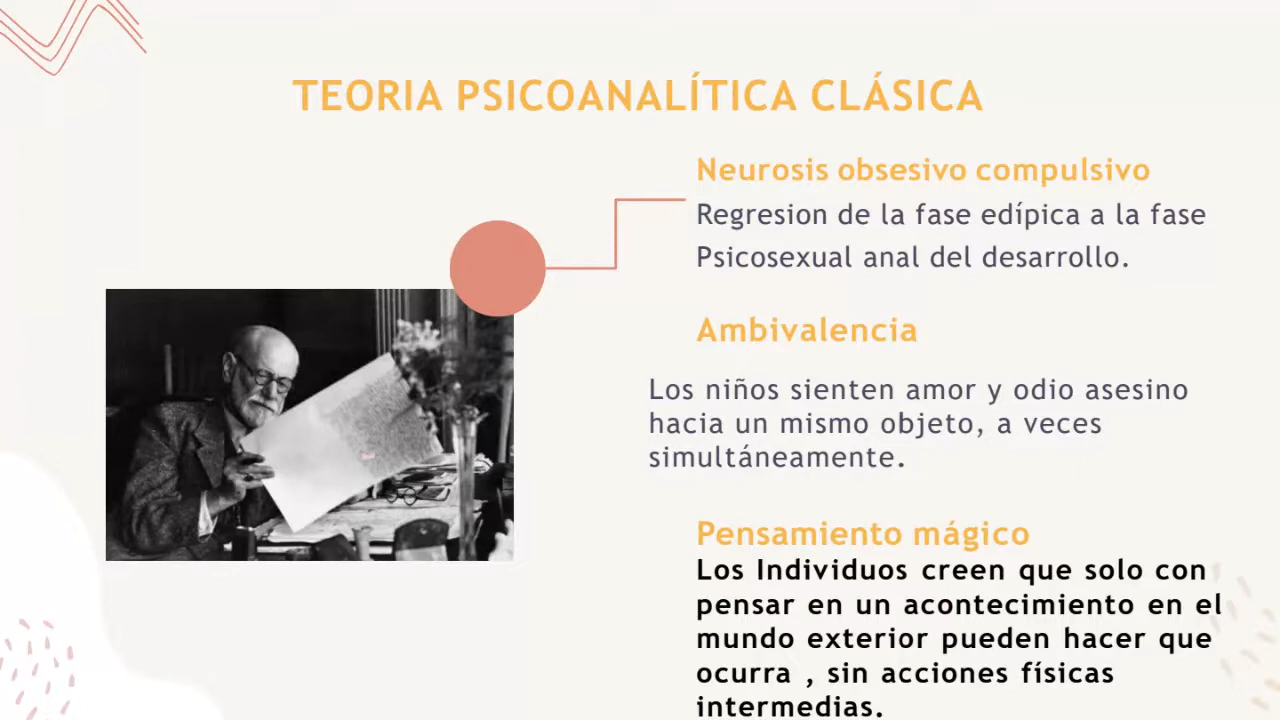 TEORIA PSICOANALÍTICA CLÁSICA
Neurosis obsesivo compulsivo
Regresion de la fase edípica a la fase
Psicosexual anal del desarrollo.
Ambivalencia
Los niños sienten amor y odio asesino
hacia un mismo objeto, a veces
simultáneamente.
Pensamiento mágico
Los Individuos creen que solo con
pensar en un acontecimiento en el
mundo exterior pueden hacer que
ocurra , sin acciones físicas
intermedias.